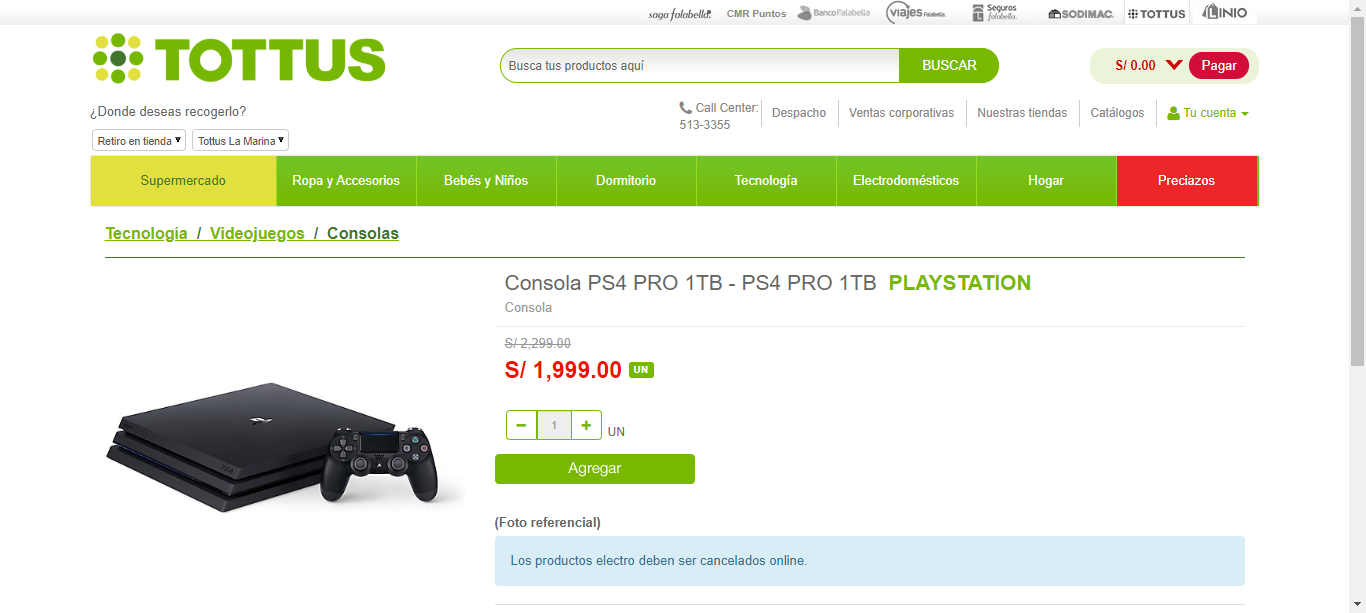 saga falabella. CMR Puntos BancoFalabella viajes Falabella Seguros falabella. SODIMAC. TOTTUS LINIO
TOTTUS
Busca tus productos aquí BUSCAR S/ 0.00 Pagar
¿Donde deseas recogerlo?
Call Center: 513-3355 Despacho Ventas corporativas Nuestras tiendas Catálogos Tu cuenta
Retiro en tienda Tottus La Marina
Supermercado Ropa y Accesorios Bebés y Niños Dormitorio Tecnología Electrodomésticos Hogar Preciazos
Tecnología / Videojuegos / Consolas
Consola PS4 PRO 1TB - PS4 PRO 1TB PLAYSTATION
Consola
S/ 2,299.00
S/ 1,999.00 UN
- 1 + UN
Agregar
(Foto referencial)
Los productos electro deben ser cancelados online.